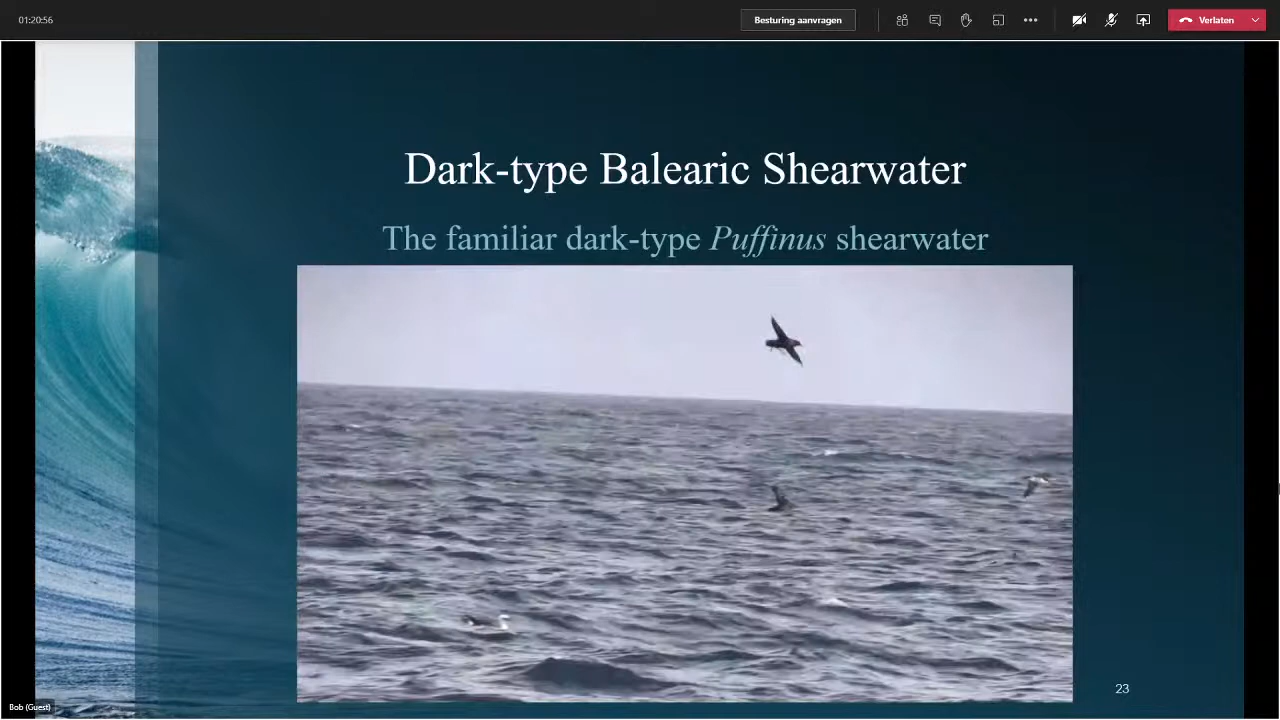 01:20:56
Besturing aanvragen
Verlaten
Dark-type Balearic Shearwater
The familiar dark-type Puffinus shearwater
23
Bob (Guest)